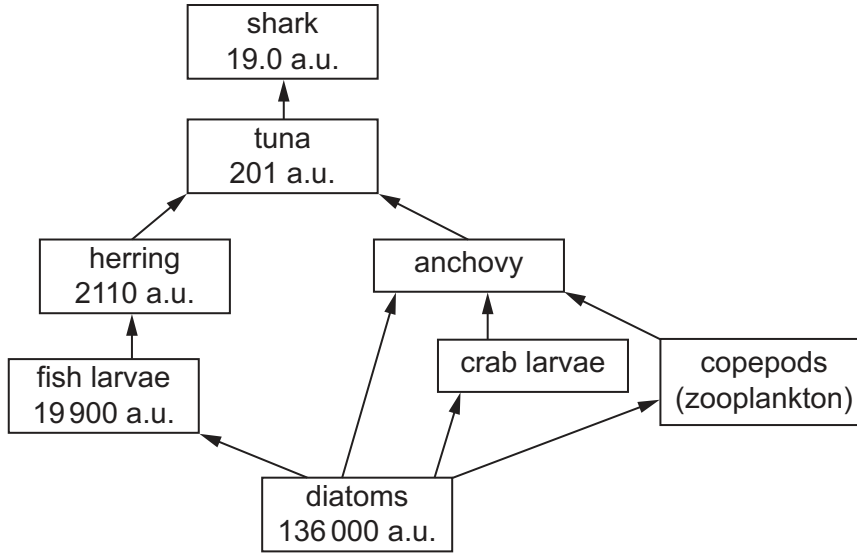 shark
19.0 a.u.
tuna
201 a.u.
herring
2110 a.u.
anchovy
fish larvae
19 900 a.u.
crab larvae
copepods
(zooplankton)
diatoms
136 000 a.u.